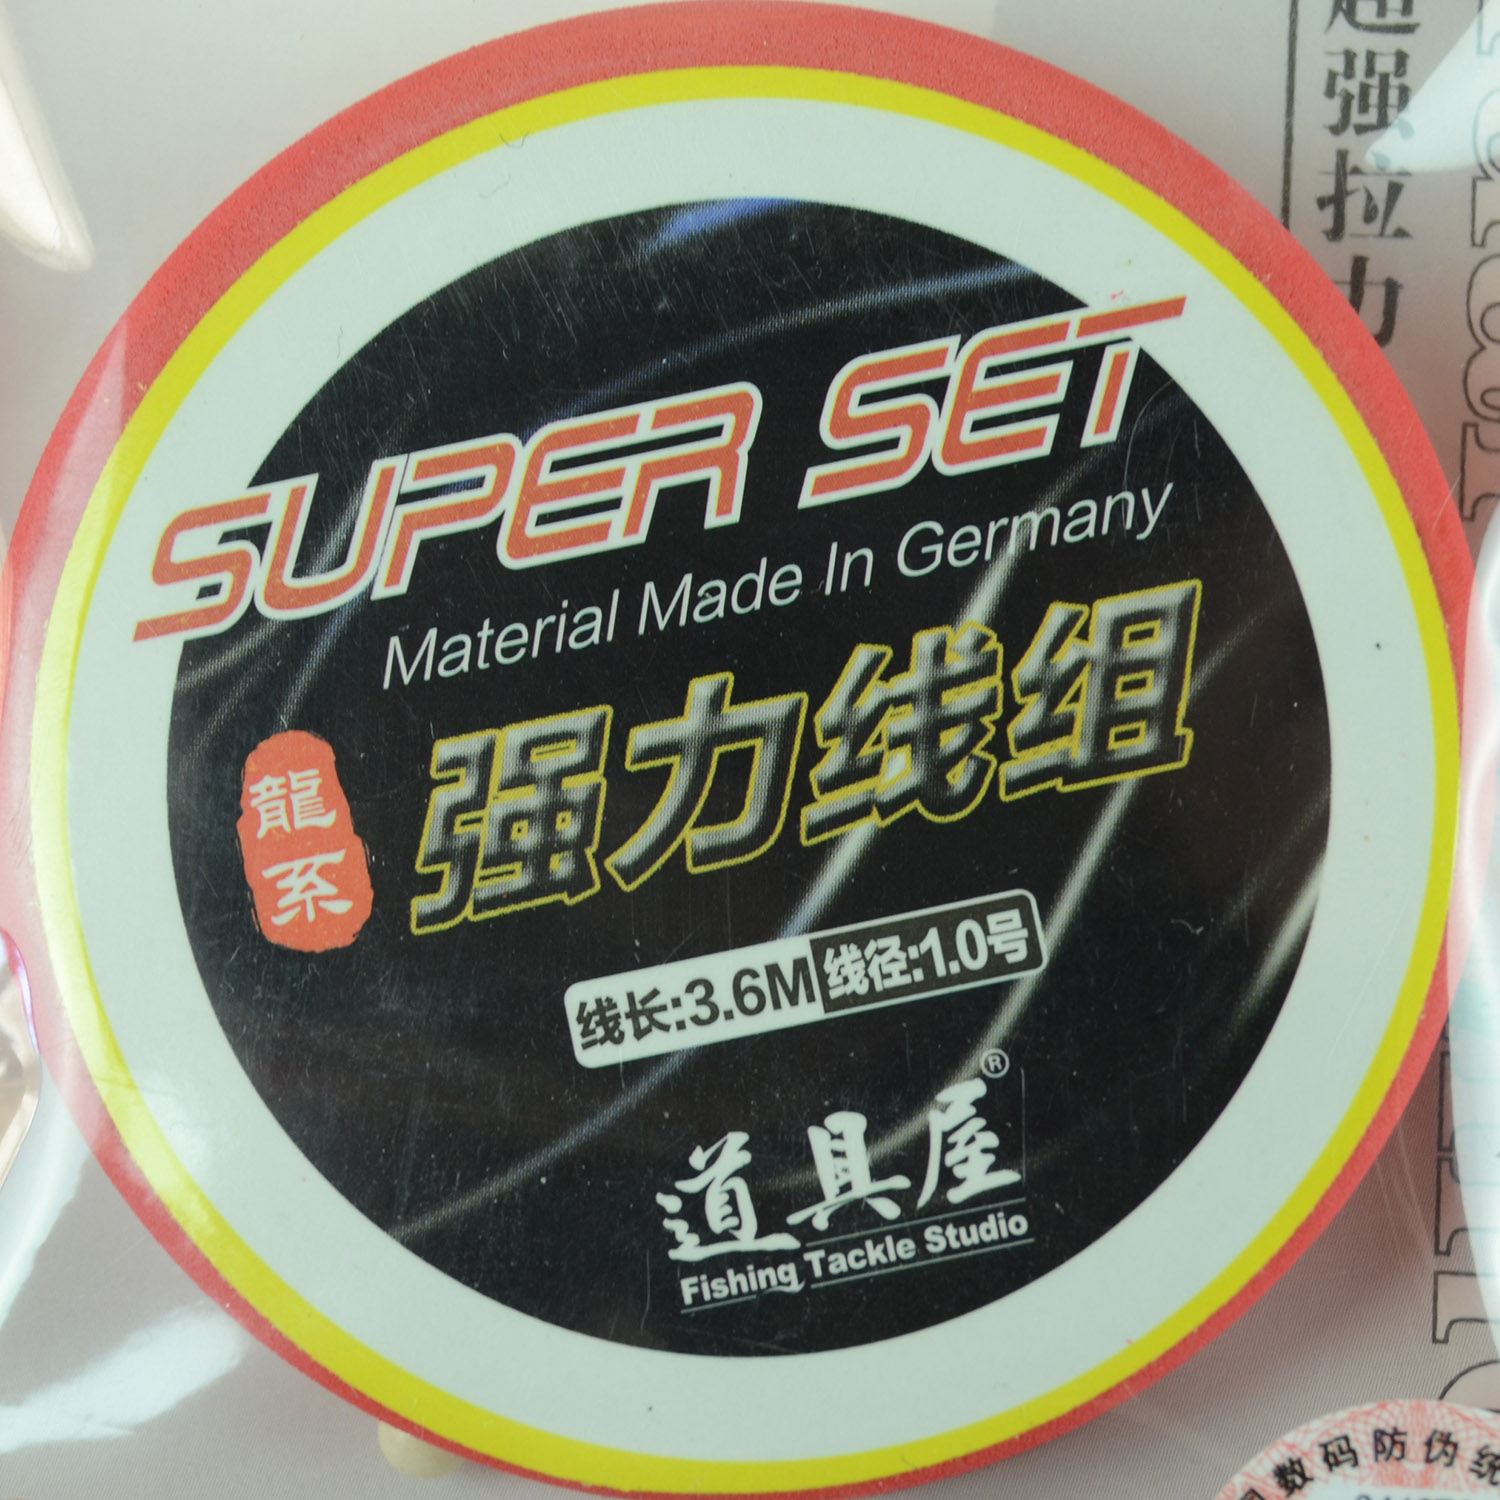 SUPER SET
Material Made In Germany
强力线组
龍系
线长:3.6M 线径:1.0号
道具屋®
Fishing Tackle Studio
超强拉力
数码防伪